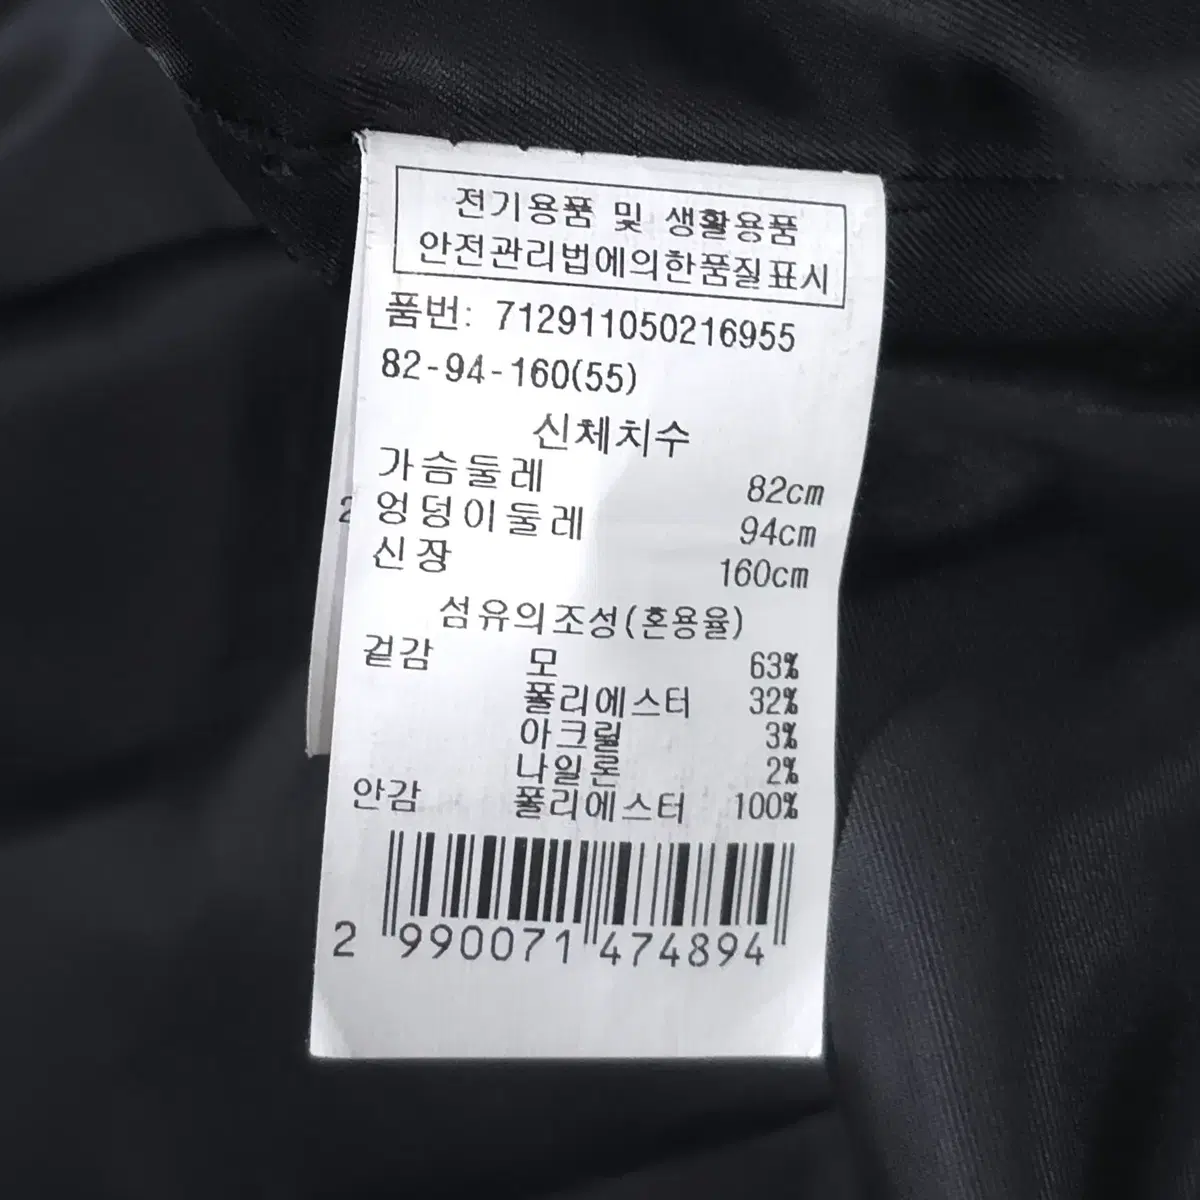 전기용품 및 생활용품
안전관리법에의한품질표시
품번: 712911050216955
82-94-160(55)
신체치수
가슴둘레 82cm
엉덩이둘레 94cm
신장 160cm
섬유의조성(혼용율)
겉감 모 63%
폴리에스터 32%
아크릴 3%
나일론 2%
안감 폴리에스터 100%
2 990071 474894
2